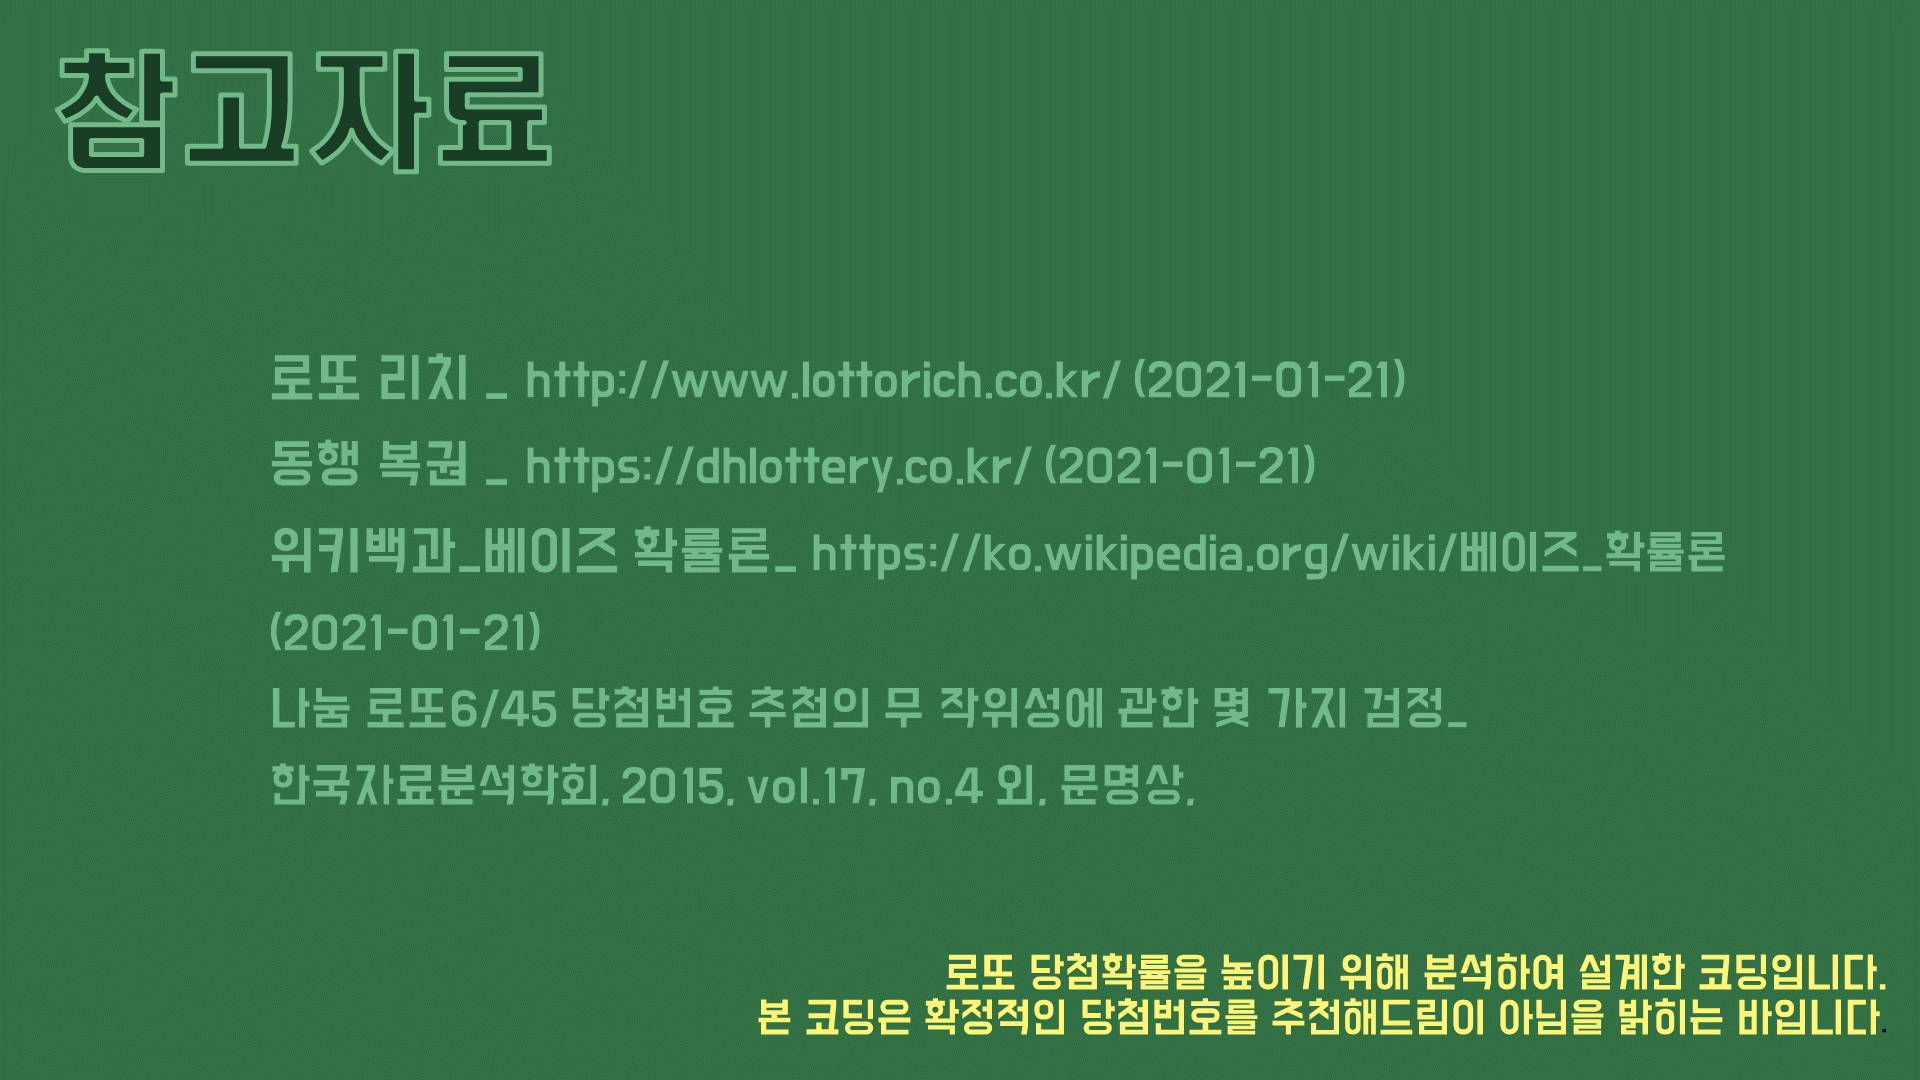 참고자료
로또 리치 _ http://www.lottorich.co.kr/ (2021-01-21)
동행 복권 _ https://dhlottery.co.kr/ (2021-01-21)
위키백과_베이즈 확률론_ https://ko.wikipedia.org/wiki/베이즈_확률론
(2021-01-21)
나눔 로또6/45 당첨번호 추첨의 무 작위성에 관한 몇 가지 검정_
한국자료분석학회, 2015, vol.17, no.4 외, 문명상,
로또 당첨확률을 높이기 위해 분석하여 설계한 코딩입니다.
본 코딩은 확정적인 당첨번호를 추천해드림이 아님을 밝히는 바입니다.